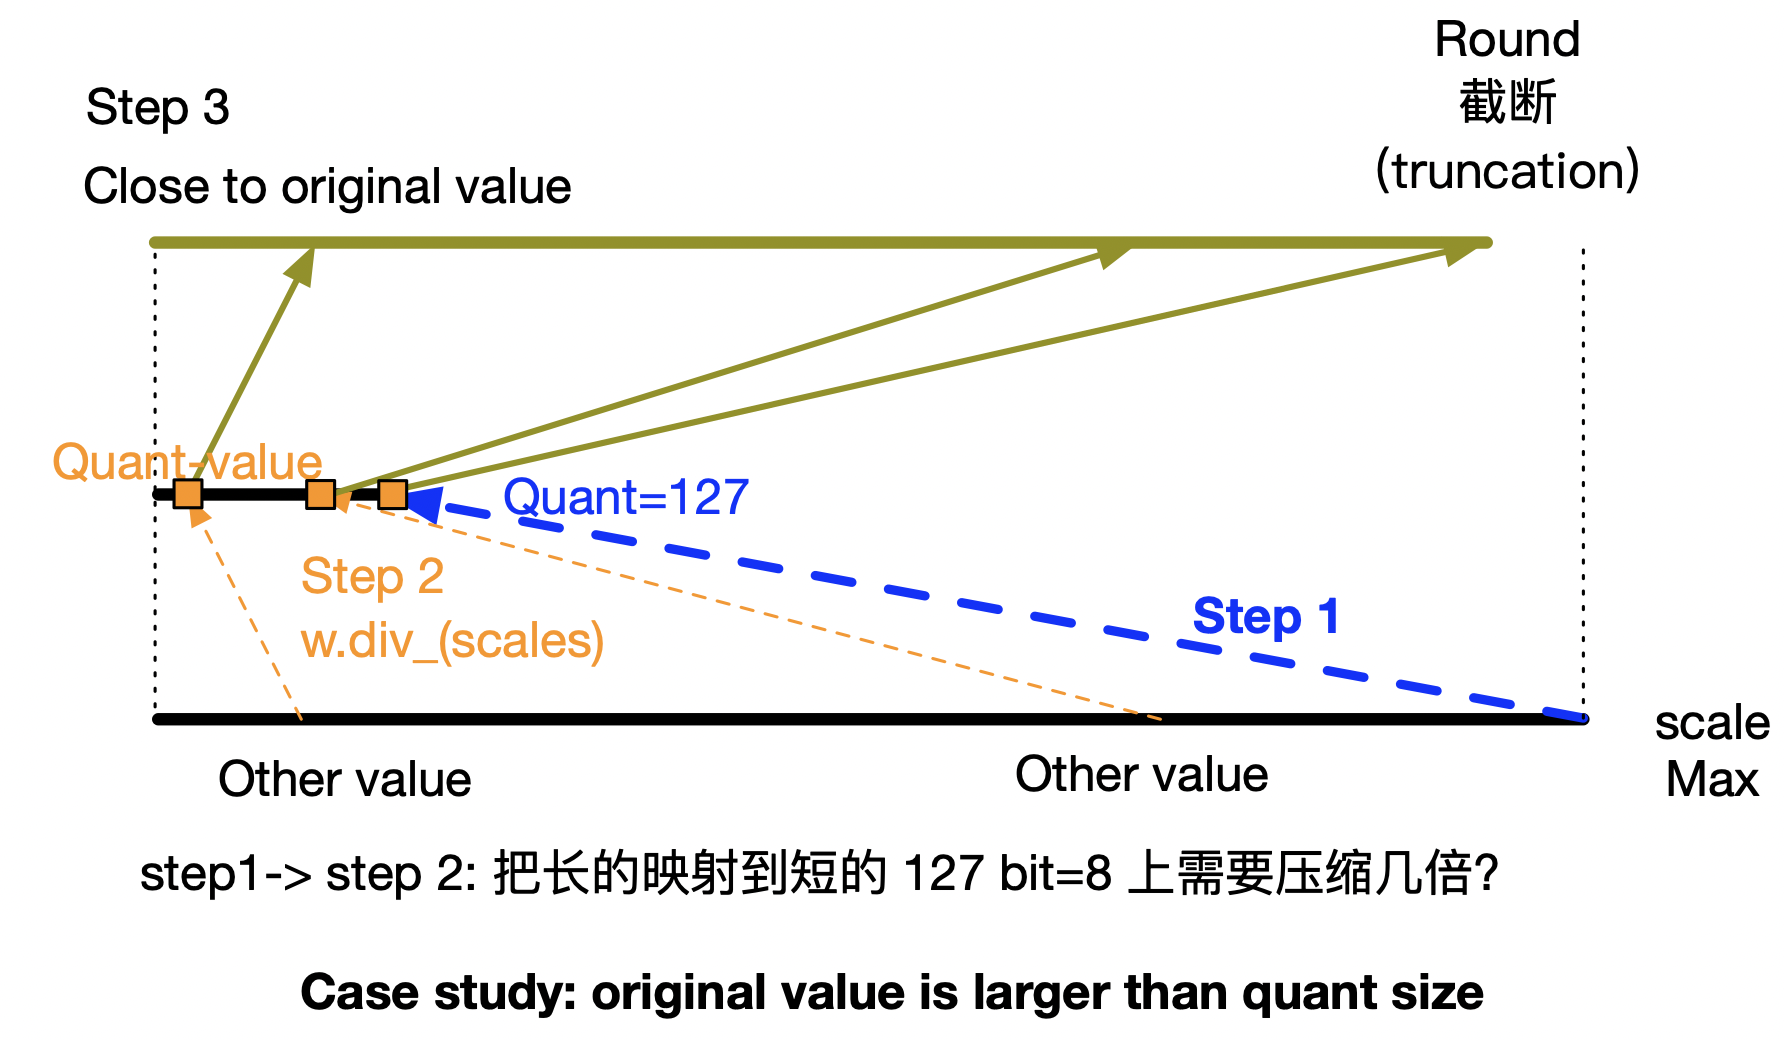 Round
截断
(truncation)
Step 3
Close to original value
Quant-value
Quant=127
Step 2
w.div_(scales)
Step 1
scale
Max
Other value
Other value
step1-> step 2: 把长的映射到短的 127 bit=8 上需要压缩几倍?
Case study: original value is larger than quant size